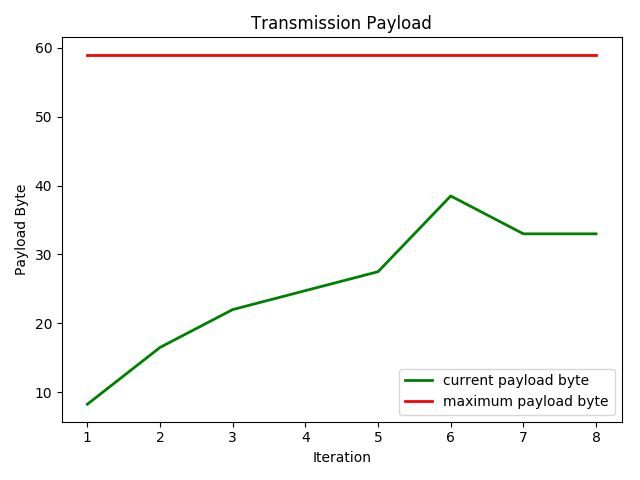 Transmission Payload
60
50
40
30
20
10
Payload Byte
current payload byte
maximum payload byte
1 2 3 4 5 6 7 8
Iteration